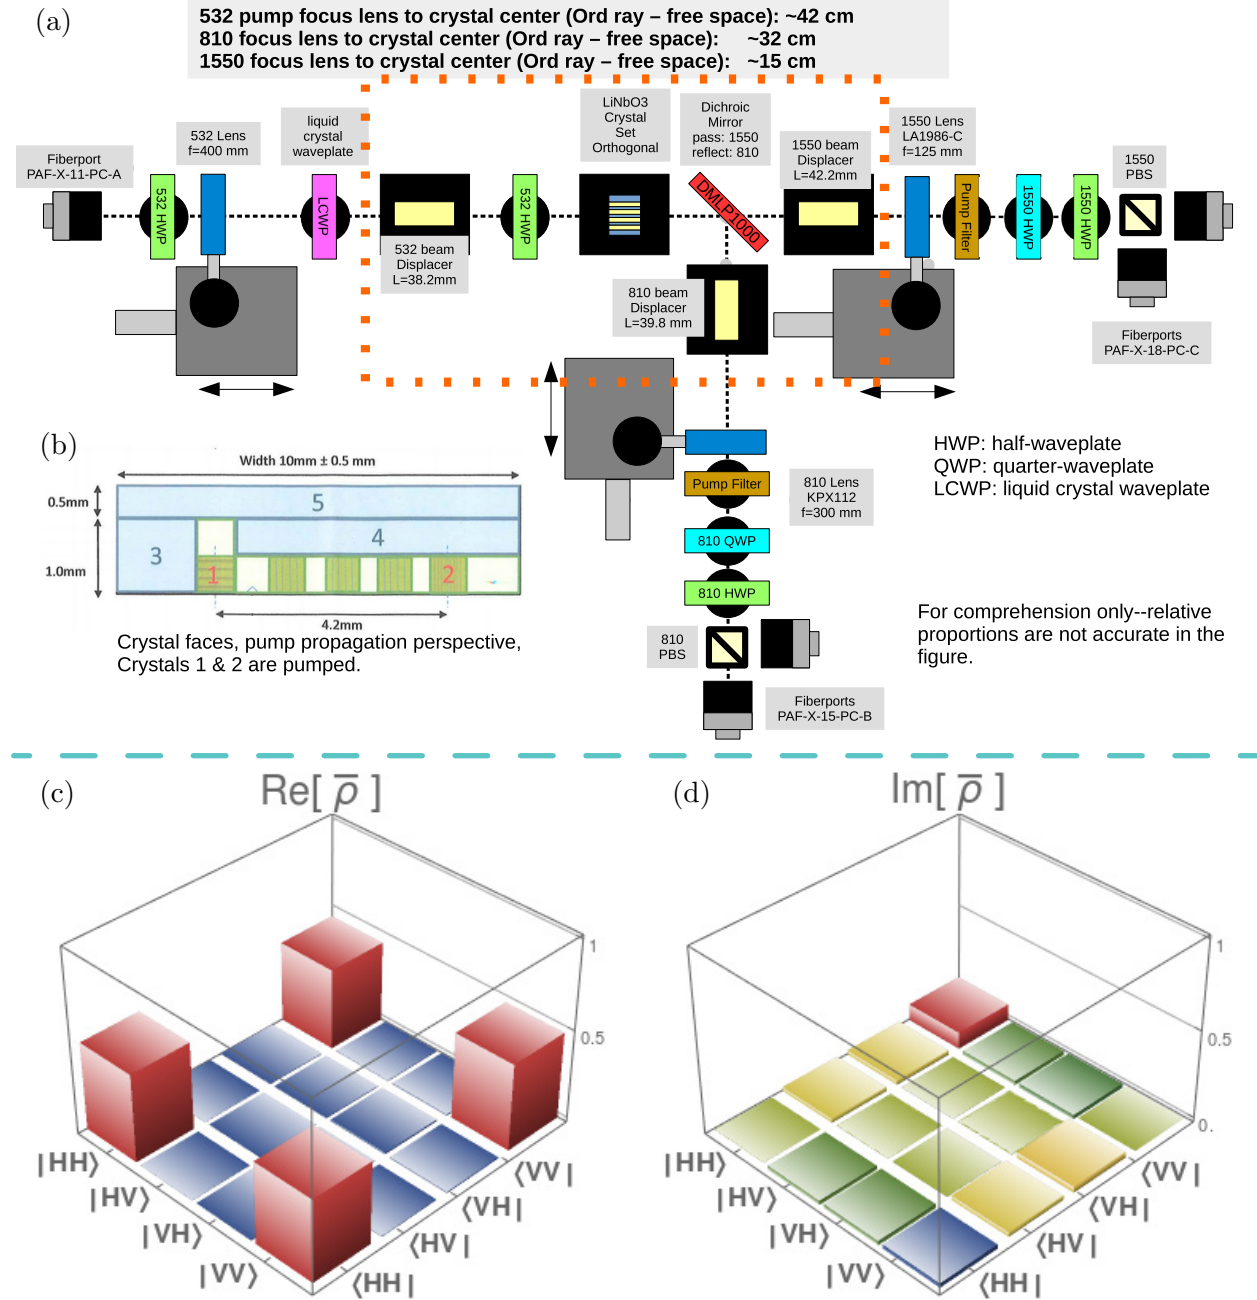 (a)
532 pump focus lens to crystal center (Ord ray – free space): ~42 cm
810 focus lens to crystal center (Ord ray – free space): ~32 cm
1550 focus lens to crystal center (Ord ray – free space): ~15 cm
Fiberport
PAF-X-11-PC-A
532 HWP
532 Lens
f=400 mm
liquid
crystal
waveplate
LCWP
532 beam
Displacer
L=38.2mm
532 HWP
LiNbO3
Crystal
Set
Orthogonal
Dichroic
Mirror
pass: 1550
reflect: 810
DMLP1000
1550 beam
Displacer
L=42.2mm
1550 Lens
LA1986-C
f=125 mm
Pump Filter
1550 HWP
1550 HWP
1550
PBS
Fiberports
PAF-X-18-PC-C
810 beam
Displacer
L=39.8 mm
Pump Filter
810 Lens
KPX112
f=300 mm
810 QWP
810 HWP
810
PBS
Fiberports
PAF-X-15-PC-B
HWP: half-waveplate
QWP: quarter-waveplate
LCWP: liquid crystal waveplate
For comprehension only--relative
proportions are not accurate in the
figure.
(b)
Width 10mm ± 0.5 mm
0.5mm
5
1.0mm
3
4
1
2
4.2mm
Crystal faces, pump propagation perspective,
Crystals 1 & 2 are pumped.
(c)
Re[ ρ̅ ]
1
0.5
|HH⟩
|HV⟩
|VH⟩
|VV⟩
⟨HH|
⟨HV|
⟨VH|
⟨VV|
(d)
Im[ ρ̅ ]
1
0.5
0.
|HH⟩
|HV⟩
|VH⟩
|VV⟩
⟨HH|
⟨HV|
⟨VH|
⟨VV|